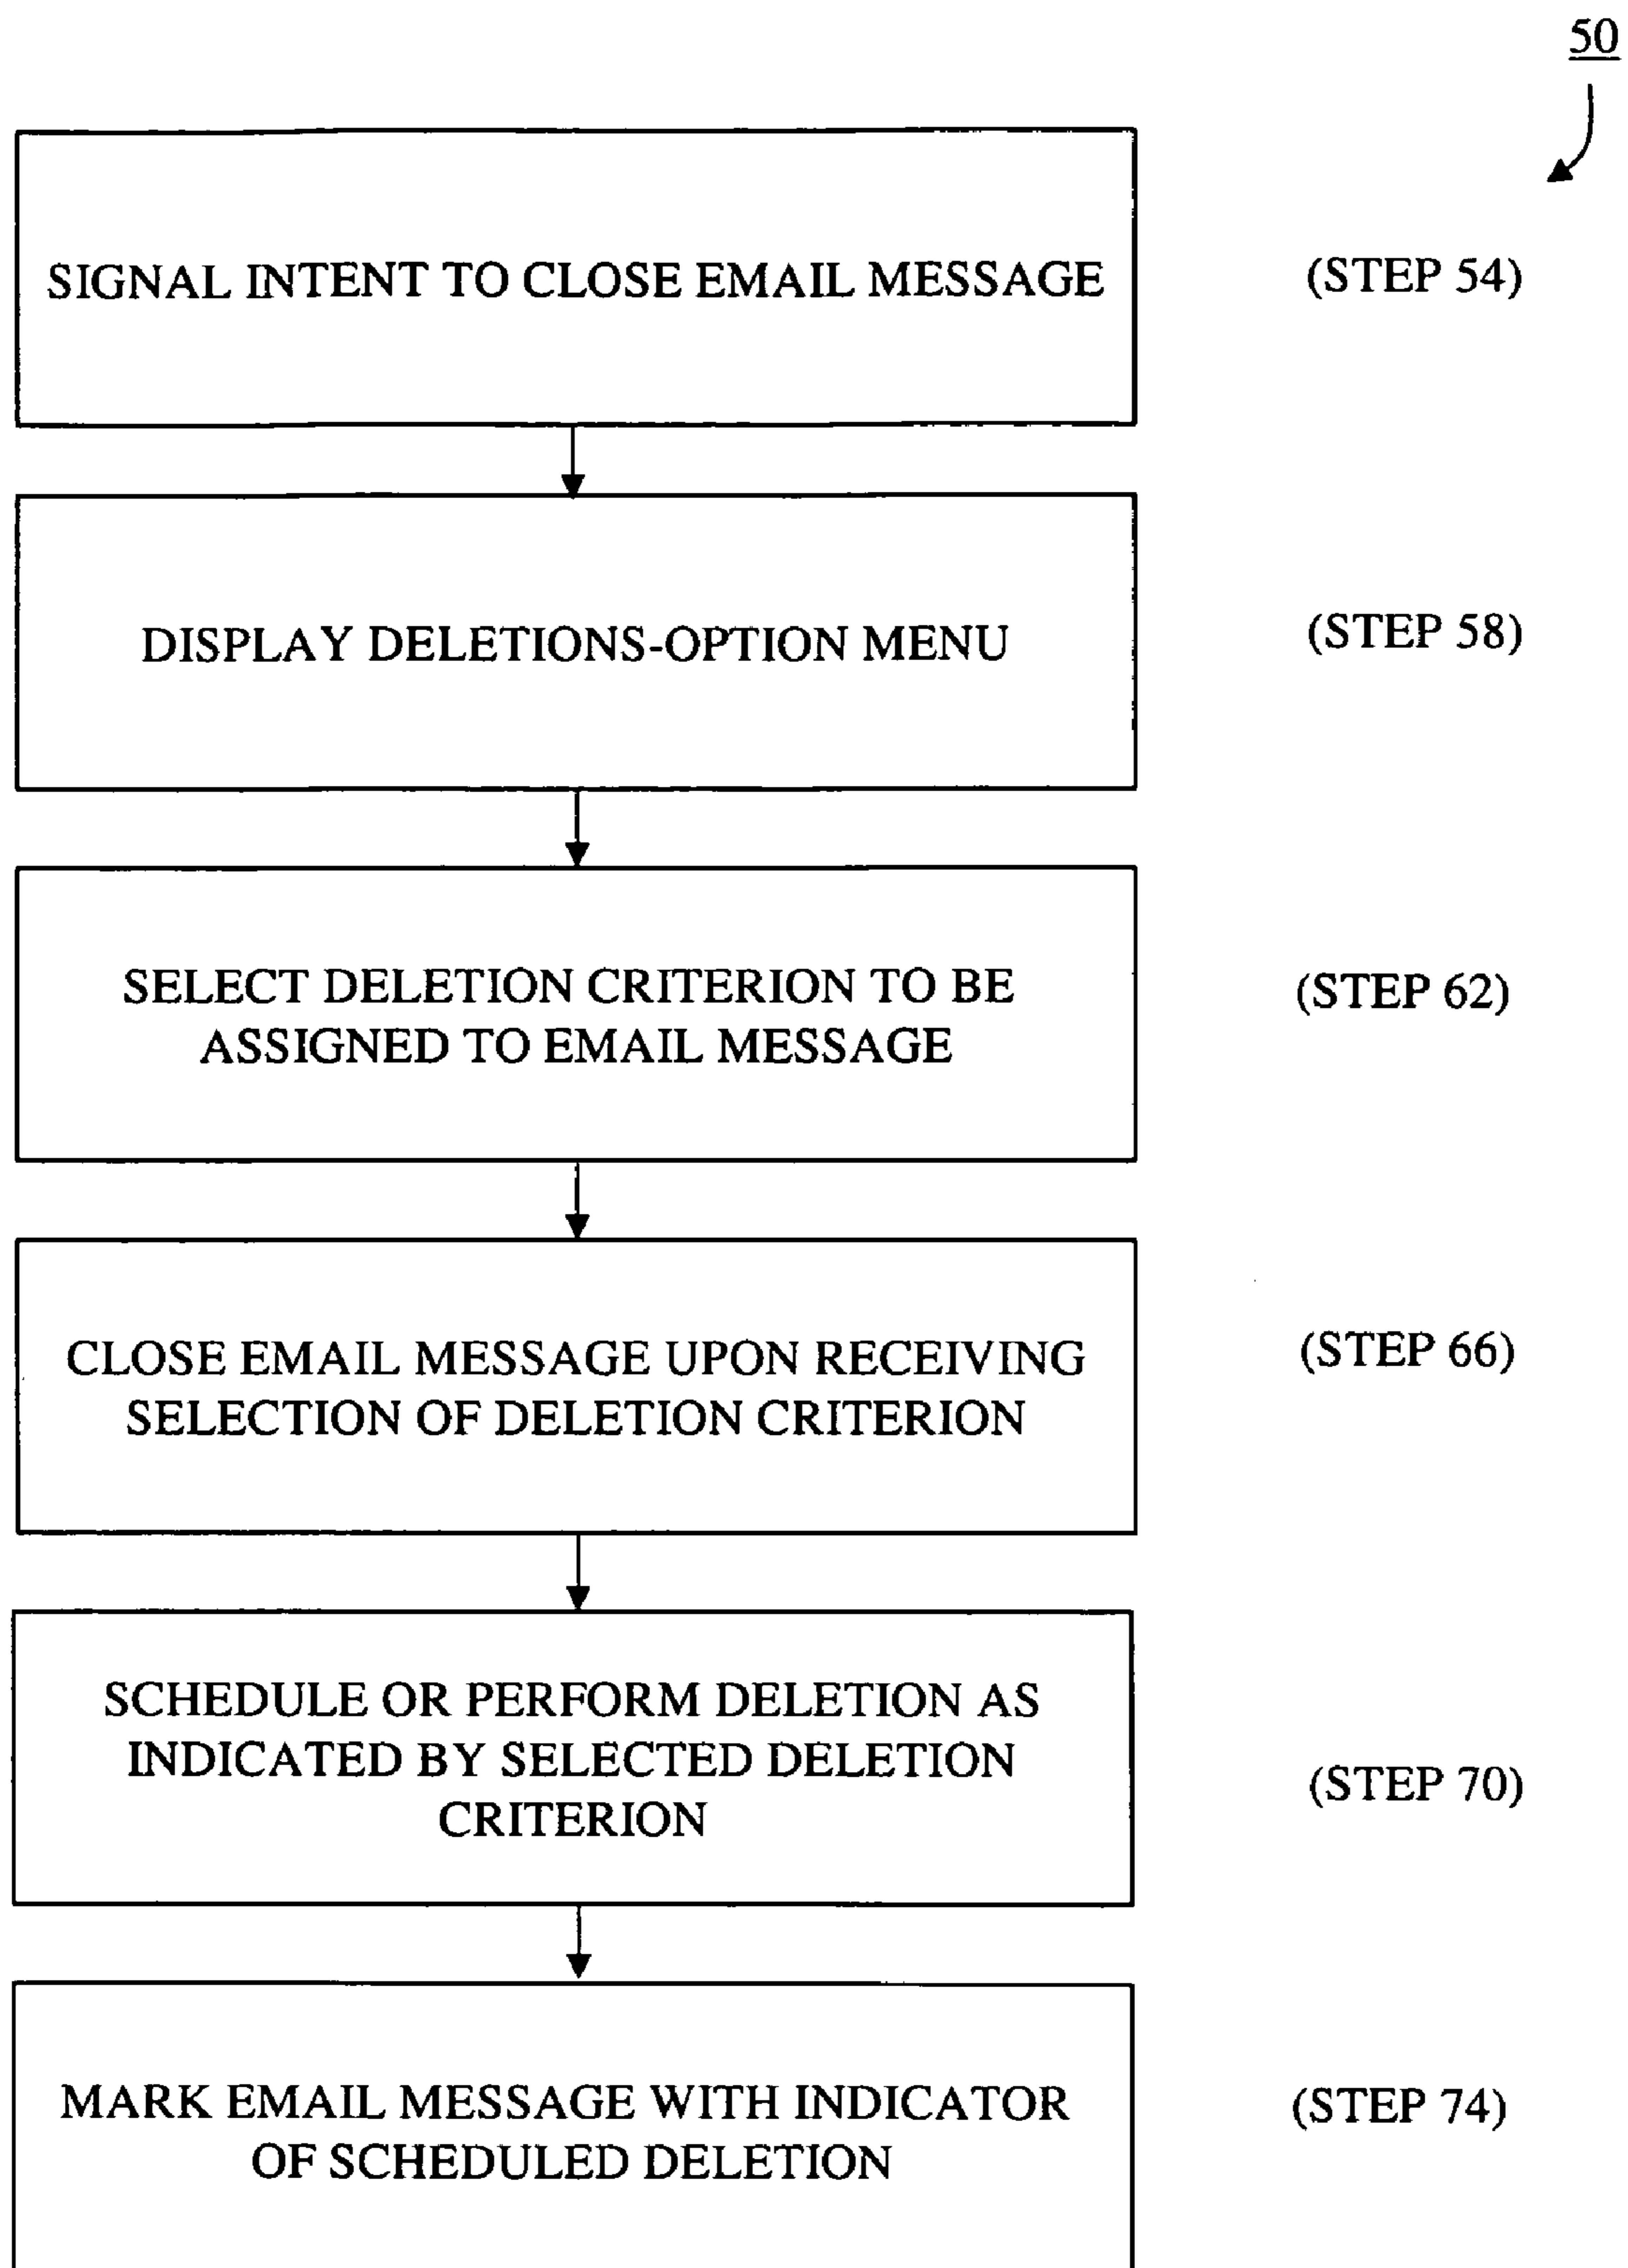 50
SIGNAL INTENT TO CLOSE EMAIL MESSAGE
(STEP 54)
DISPLAY DELETIONS-OPTION MENU
(STEP 58)
SELECT DELETION CRITERION TO BE
ASSIGNED TO EMAIL MESSAGE
(STEP 62)
CLOSE EMAIL MESSAGE UPON RECEIVING
SELECTION OF DELETION CRITERION
(STEP 66)
SCHEDULE OR PERFORM DELETION AS
INDICATED BY SELECTED DELETION
CRITERION
(STEP 70)
MARK EMAIL MESSAGE WITH INDICATOR
OF SCHEDULED DELETION
(STEP 74)